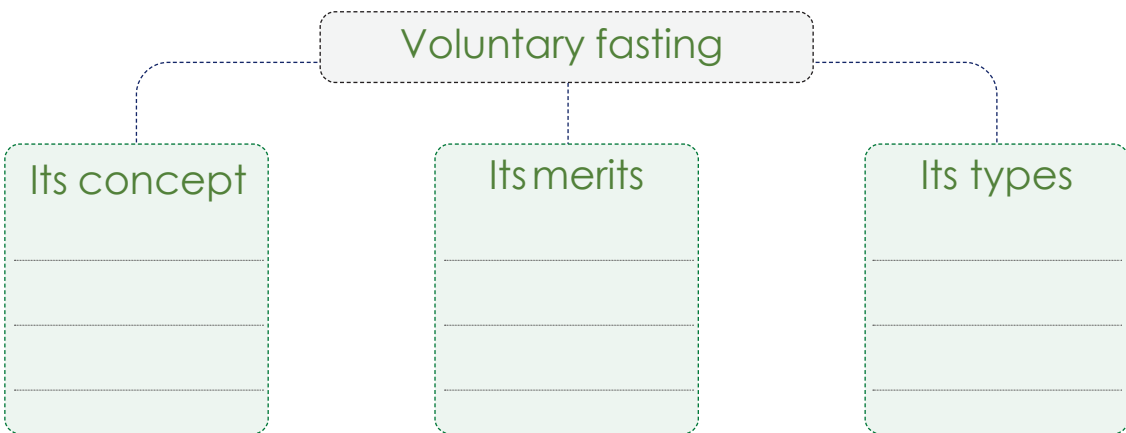 Voluntary fasting
Its concept
Its merits
Its types